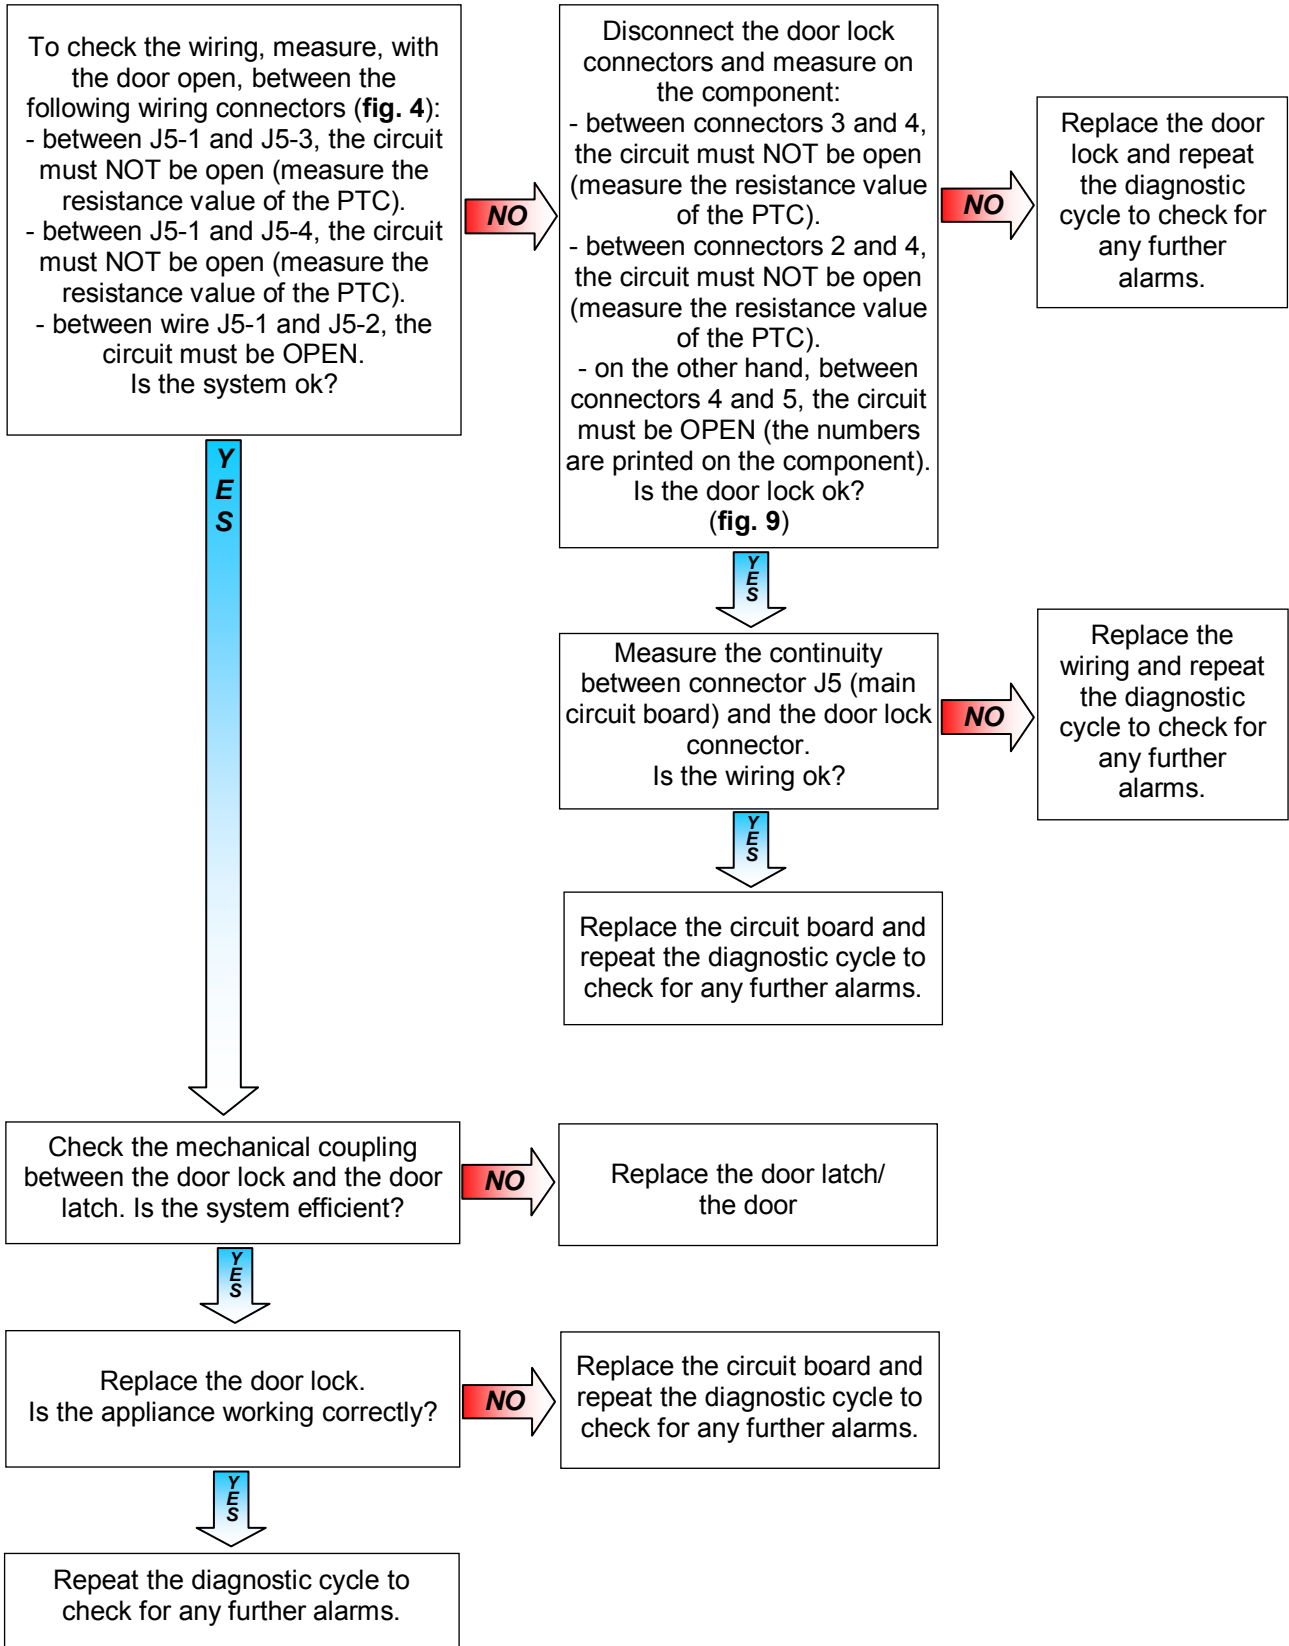 To check the wiring, measure, with
the door open, between the
following wiring connectors (fig. 4):
- between J5-1 and J5-3, the circuit
must NOT be open (measure the
resistance value of the PTC).
- between J5-1 and J5-4, the circuit
must NOT be open (measure the
resistance value of the PTC).
- between wire J5-1 and J5-2, the
circuit must be OPEN.
Is the system ok?
NO
Disconnect the door lock
connectors and measure on
the component:
- between connectors 3 and 4,
the circuit must NOT be open
(measure the resistance value
of the PTC).
- between connectors 2 and 4,
the circuit must NOT be open
(measure the resistance value
of the PTC).
- on the other hand, between
connectors 4 and 5, the circuit
must be OPEN (the numbers
are printed on the component).
Is the door lock ok?
(fig. 9)
NO
Replace the door
lock and repeat
the diagnostic
cycle to check for
any further
alarms.
Y
E
S
Y
E
S
Measure the continuity
between connector J5 (main
circuit board) and the door lock
connector.
Is the wiring ok?
NO
Replace the
wiring and repeat
the diagnostic
cycle to check for
any further
alarms.
Y
E
S
Replace the circuit board and
repeat the diagnostic cycle to
check for any further alarms.
Check the mechanical coupling
between the door lock and the door
latch. Is the system efficient?
NO
Replace the door latch/
the door
Y
E
S
Replace the door lock.
Is the appliance working correctly?
NO
Replace the circuit board and
repeat the diagnostic cycle to
check for any further alarms.
Y
E
S
Repeat the diagnostic cycle to
check for any further alarms.